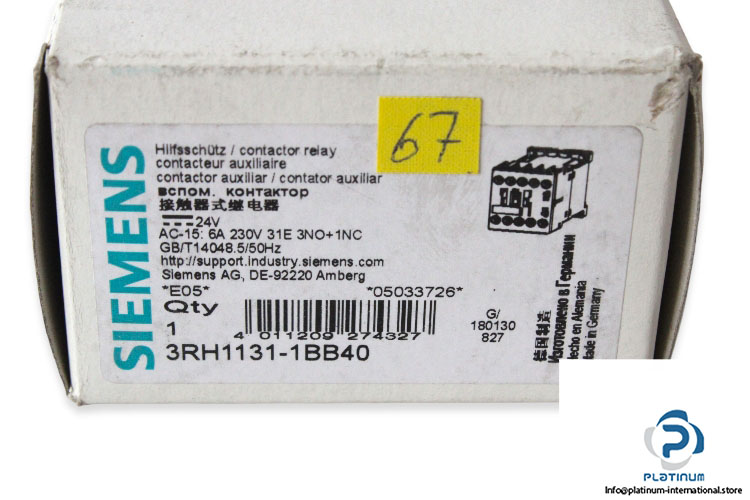 67
SIEMENS
Hilfsschütz / contactor relay
contacteur auxiliaire
contactor auxiliar / contator auxiliar
вспом. контактор
接触器式继电器
24V
AC-15: 6A 230V 31E 3NO+1NC
GB/T14048.5/50Hz
http://support.industry.siemens.com
Siemens AG, DE-92220 Amberg
*E05*
*05033726*
Qty
1
4 011209 274327
3RH1131-1BB40
G/
180130
827
德国制造
Изготовлено в Германии
Hecho en Alemania
Made in Germany
PLATINUM
Info@platinum-international.store